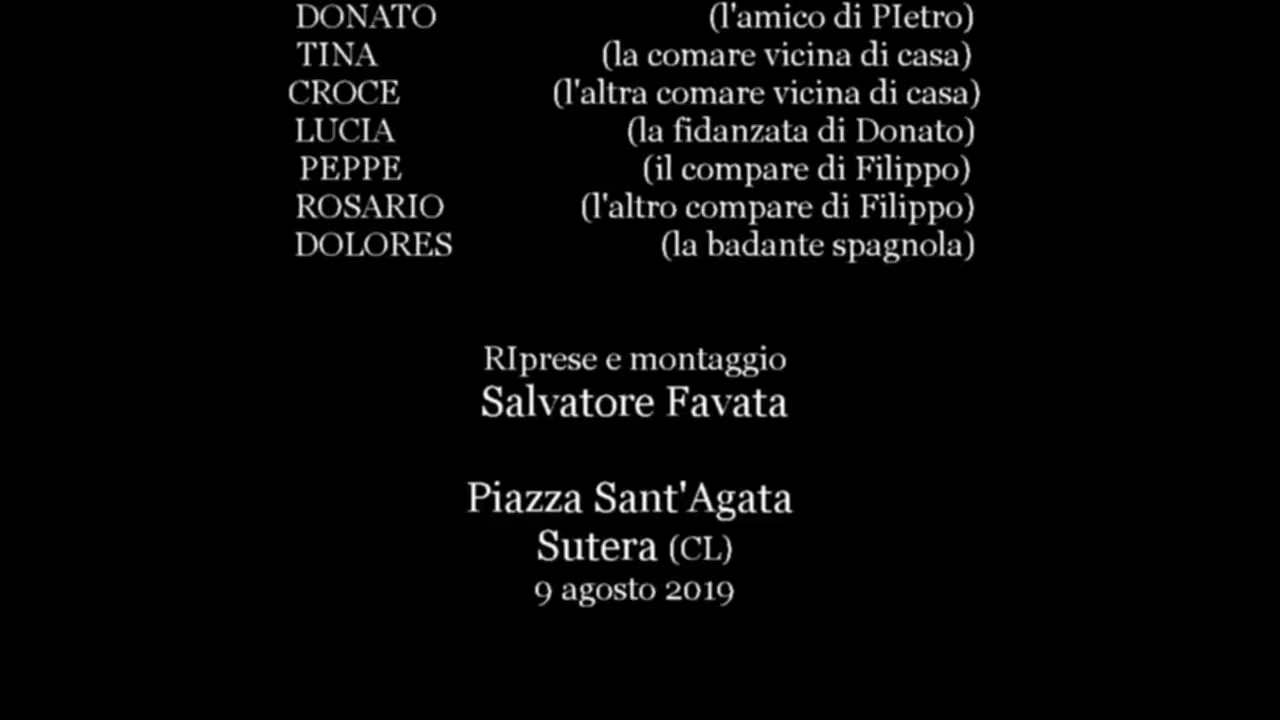 DONATO (l'amico di PIetro)
TINA (la comare vicina di casa)
CROCE (l'altra comare vicina di casa)
LUCIA (la fidanzata di Donato)
PEPPE (il compare di Filippo)
ROSARIO (l'altro compare di Filippo)
DOLORES (la badante spagnola)
RIprese e montaggio
Salvatore Favata
Piazza Sant'Agata
Sutera (CL)
9 agosto 2019